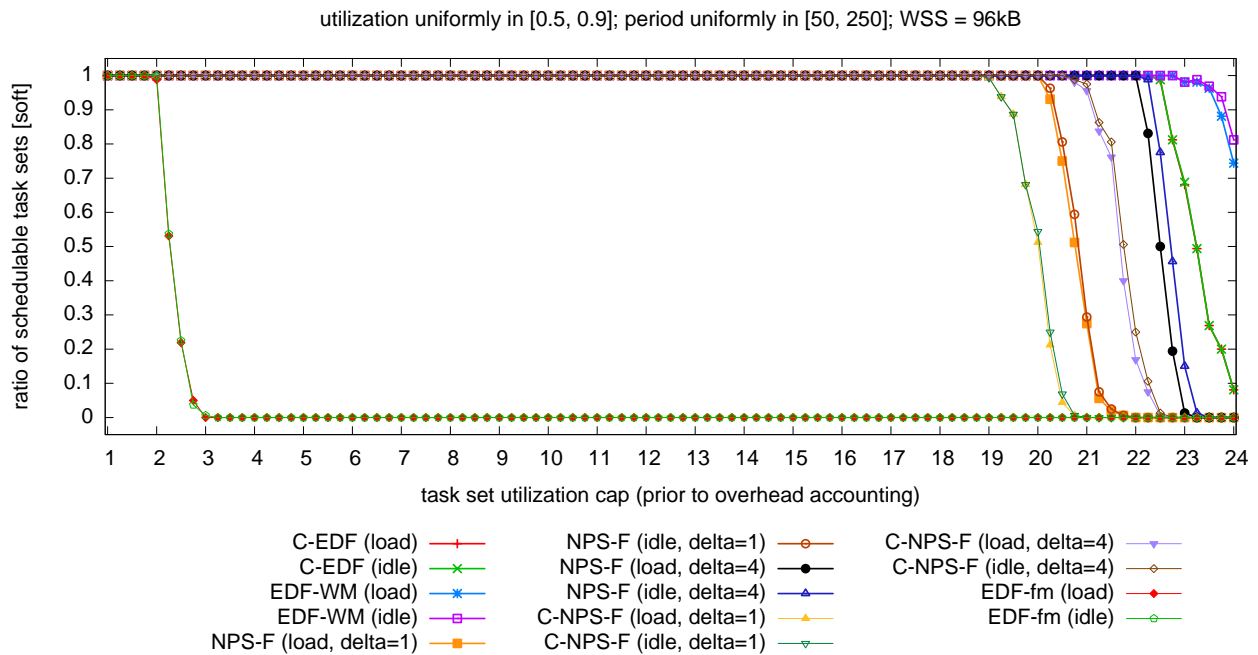 utilization uniformly in [0.5, 0.9]; period uniformly in [50, 250]; WSS = 96kB
ratio of schedulable task sets [soft]
1
0.9
0.8
0.7
0.6
0.5
0.4
0.3
0.2
0.1
0
1 2 3 4 5 6 7 8 9 10 11 12 13 14 15 16 17 18 19 20 21 22 23 24
task set utilization cap (prior to overhead accounting)
C-EDF (load)
C-EDF (idle)
EDF-WM (load)
EDF-WM (idle)
NPS-F (load, delta=1)
NPS-F (idle, delta=1)
NPS-F (load, delta=4)
NPS-F (idle, delta=4)
C-NPS-F (load, delta=1)
C-NPS-F (idle, delta=1)
C-NPS-F (load, delta=4)
C-NPS-F (idle, delta=4)
EDF-fm (load)
EDF-fm (idle)